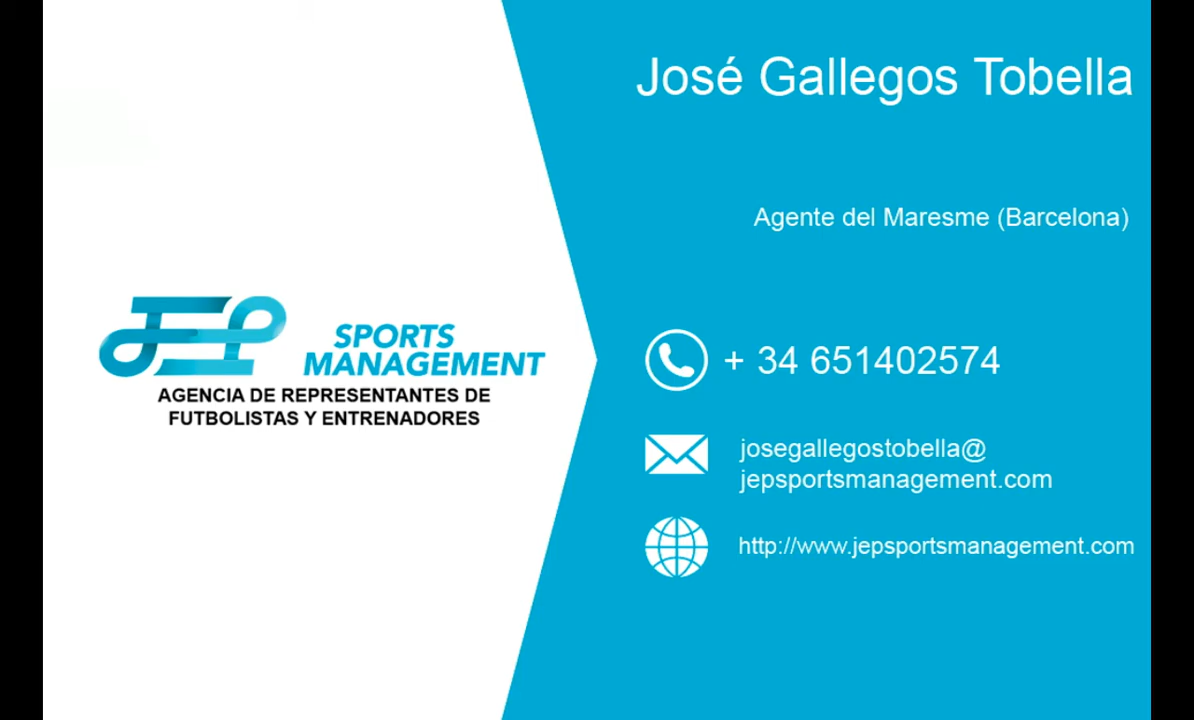 José Gallegos Tobella
Agente del Maresme (Barcelona)
JEP SPORTS
MANAGEMENT
AGENCIA DE REPRESENTANTES DE
FUTBOLISTAS Y ENTRENADORES
+ 34 651402574
josegallegostobella@
jepsportsmanagement.com
http://www.jepsportsmanagement.com